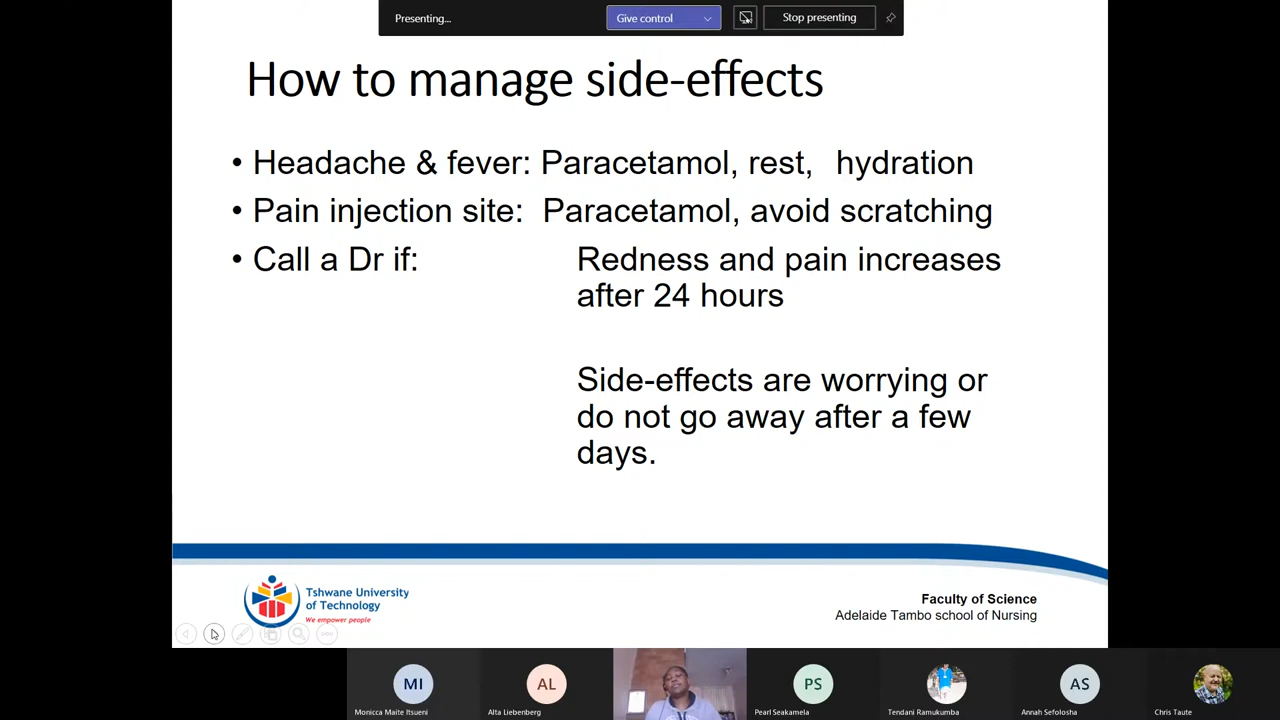 Presenting...
Give control
Stop presenting
How to manage side-effects
• Headache & fever: Paracetamol, rest, hydration
• Pain injection site: Paracetamol, avoid scratching
• Call a Dr if: Redness and pain increases
after 24 hours
Side-effects are worrying or
do not go away after a few
days.
Tshwane University
of Technology
We empower people
Faculty of Science
Adelaide Tambo school of Nursing
MI
AL
PS
AS
Monicca Maite Itsueni
Alta Liebenberg
Pearl Seakamela
Tendani Ramukumba
Annah Sefolosha
Chris Taute